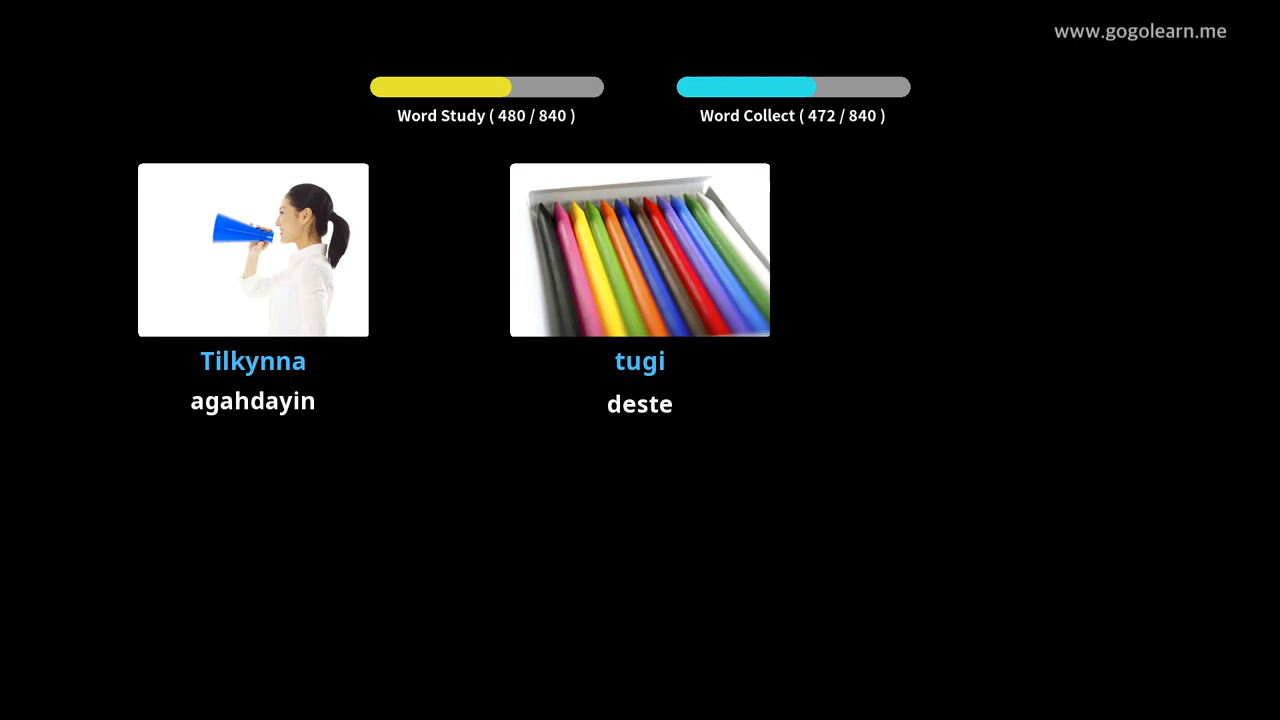 www.gogolearn.me
Word Study ( 480 / 840 )
Word Collect ( 472 / 840 )
Tilkynna
agahdayin
tugi
deste